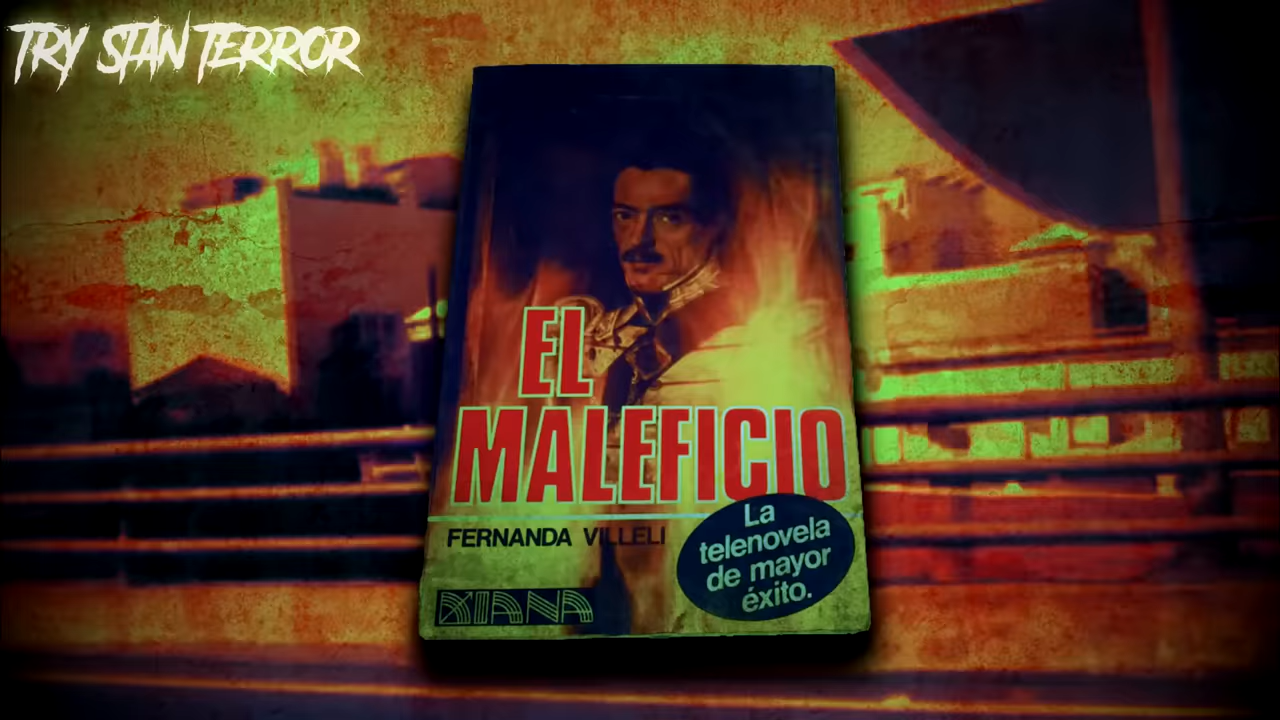 TRY STAN TERROR
EL
MALEFICIO
FERNANDA VILLELI
La
telenovela
de mayor
éxito.
DIANA